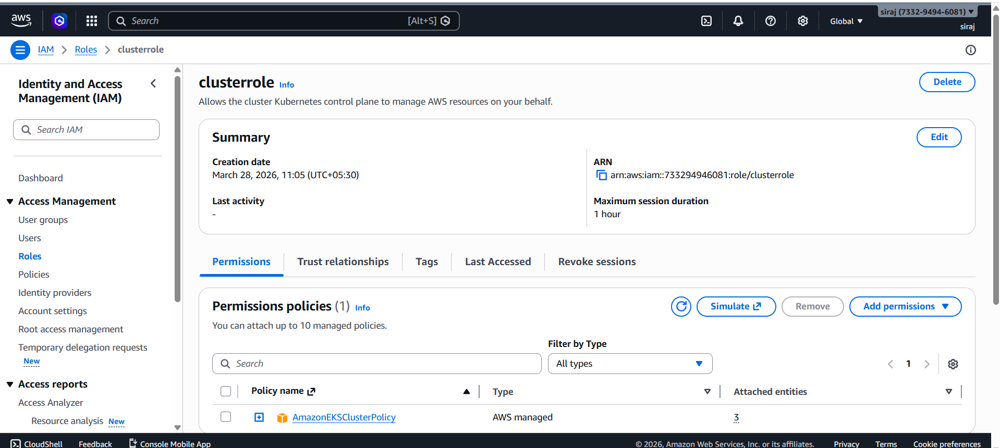 aws
Search
[Alt+S]
Global
siraj (7332-9494-6081)
siraj
IAM
Roles
clusterrole
Identity and Access
Management (IAM)
Search IAM
Dashboard
Access Management
User groups
Users
Roles
Policies
Identity providers
Account settings
Root access management
Temporary delegation requests
New
Access reports
Access Analyzer
Resource analysis New
clusterrole Info
Delete
Allows the cluster Kubernetes control plane to manage AWS resources on your behalf.
Summary
Edit
Creation date
March 28, 2026, 11:05 (UTC+05:30)
ARN
arn:aws:iam::733294946081:role/clusterrole
Last activity
-
Maximum session duration
1 hour
Permissions
Trust relationships
Tags
Last Accessed
Revoke sessions
Permissions policies (1) Info
Simulate
Remove
Add permissions
You can attach up to 10 managed policies.
Filter by Type
Search
All types
1
Policy name
Type
Attached entities
AmazonEKSClusterPolicy
AWS managed
3
CloudShell
Feedback
Console Mobile App
© 2026, Amazon Web Services, Inc. or its affiliates.
Privacy
Terms
Cookie preferences